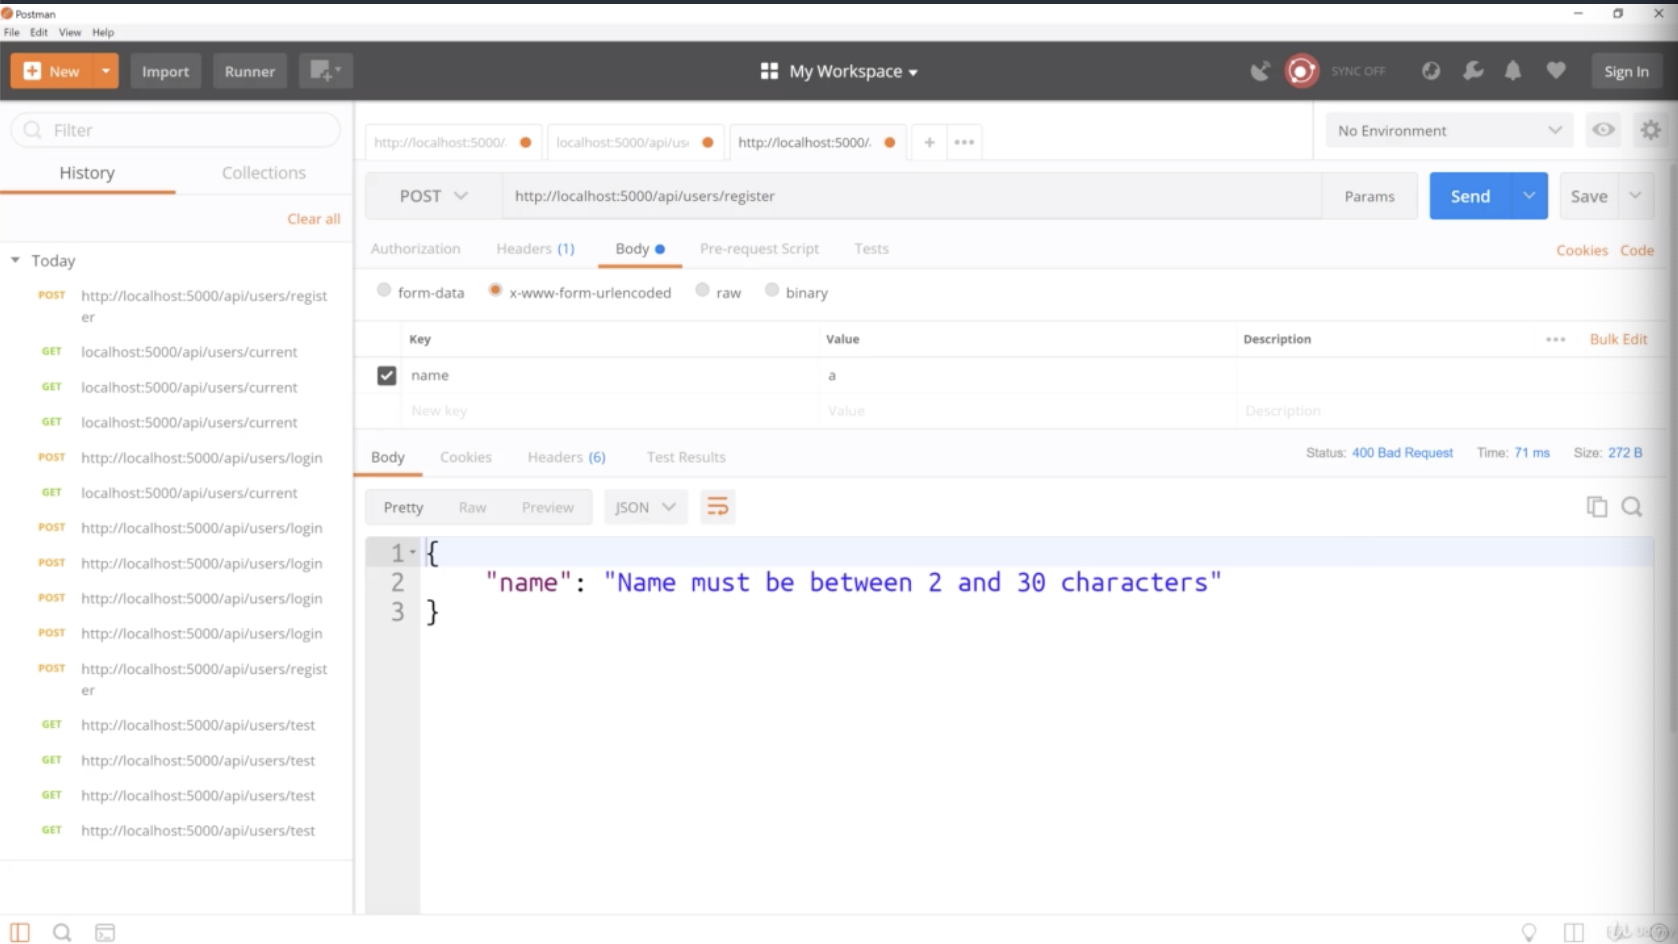 Postman
File Edit View Help
New Import Runner My Workspace SYNC OFF Sign In
Filter
History Collections
Clear all
Today
POST http://localhost:5000/api/users/regist
er
GET localhost:5000/api/users/current
GET localhost:5000/api/users/current
GET localhost:5000/api/users/current
POST http://localhost:5000/api/users/login
GET localhost:5000/api/users/current
POST http://localhost:5000/api/users/login
POST http://localhost:5000/api/users/login
POST http://localhost:5000/api/users/login
POST http://localhost:5000/api/users/login
POST http://localhost:5000/api/users/regist
er
GET http://localhost:5000/api/users/test
GET http://localhost:5000/api/users/test
GET http://localhost:5000/api/users/test
GET http://localhost:5000/api/users/test
http://localhost:5000/. localhost:5000/api/us http://localhost:5000/. + •••
No Environment
POST http://localhost:5000/api/users/register Params Send Save
Authorization Headers (1) Body Pre-request Script Tests Cookies Code
form-data x-www-form-urlencoded raw binary
Key Value Description ••• Bulk Edit
name a
New key Value Description
Body Cookies Headers (6) Test Results Status: 400 Bad Request Time: 71 ms Size: 272 B
Pretty Raw Preview JSON
1 {
2 "name": "Name must be between 2 and 30 characters"
3 }